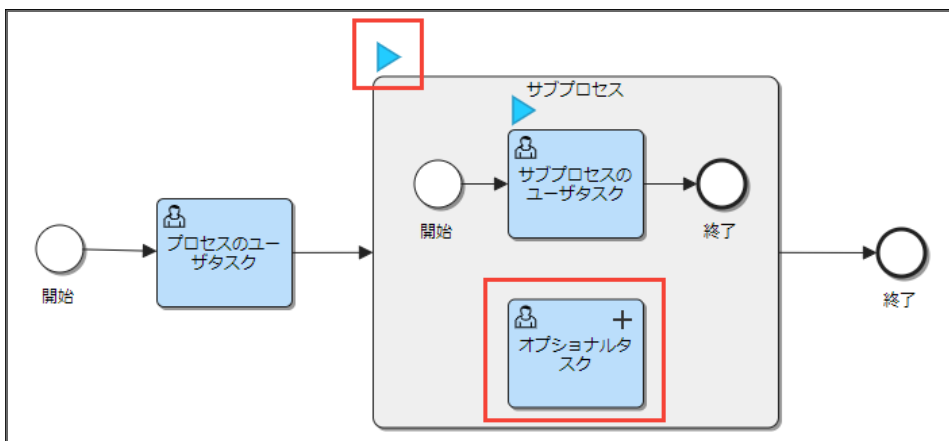 サブプロセス
サブプロセスの
ユーザタスク
開始
終了
プロセスのユー
ザタスク
開始
終了
オプショナルタ
スク